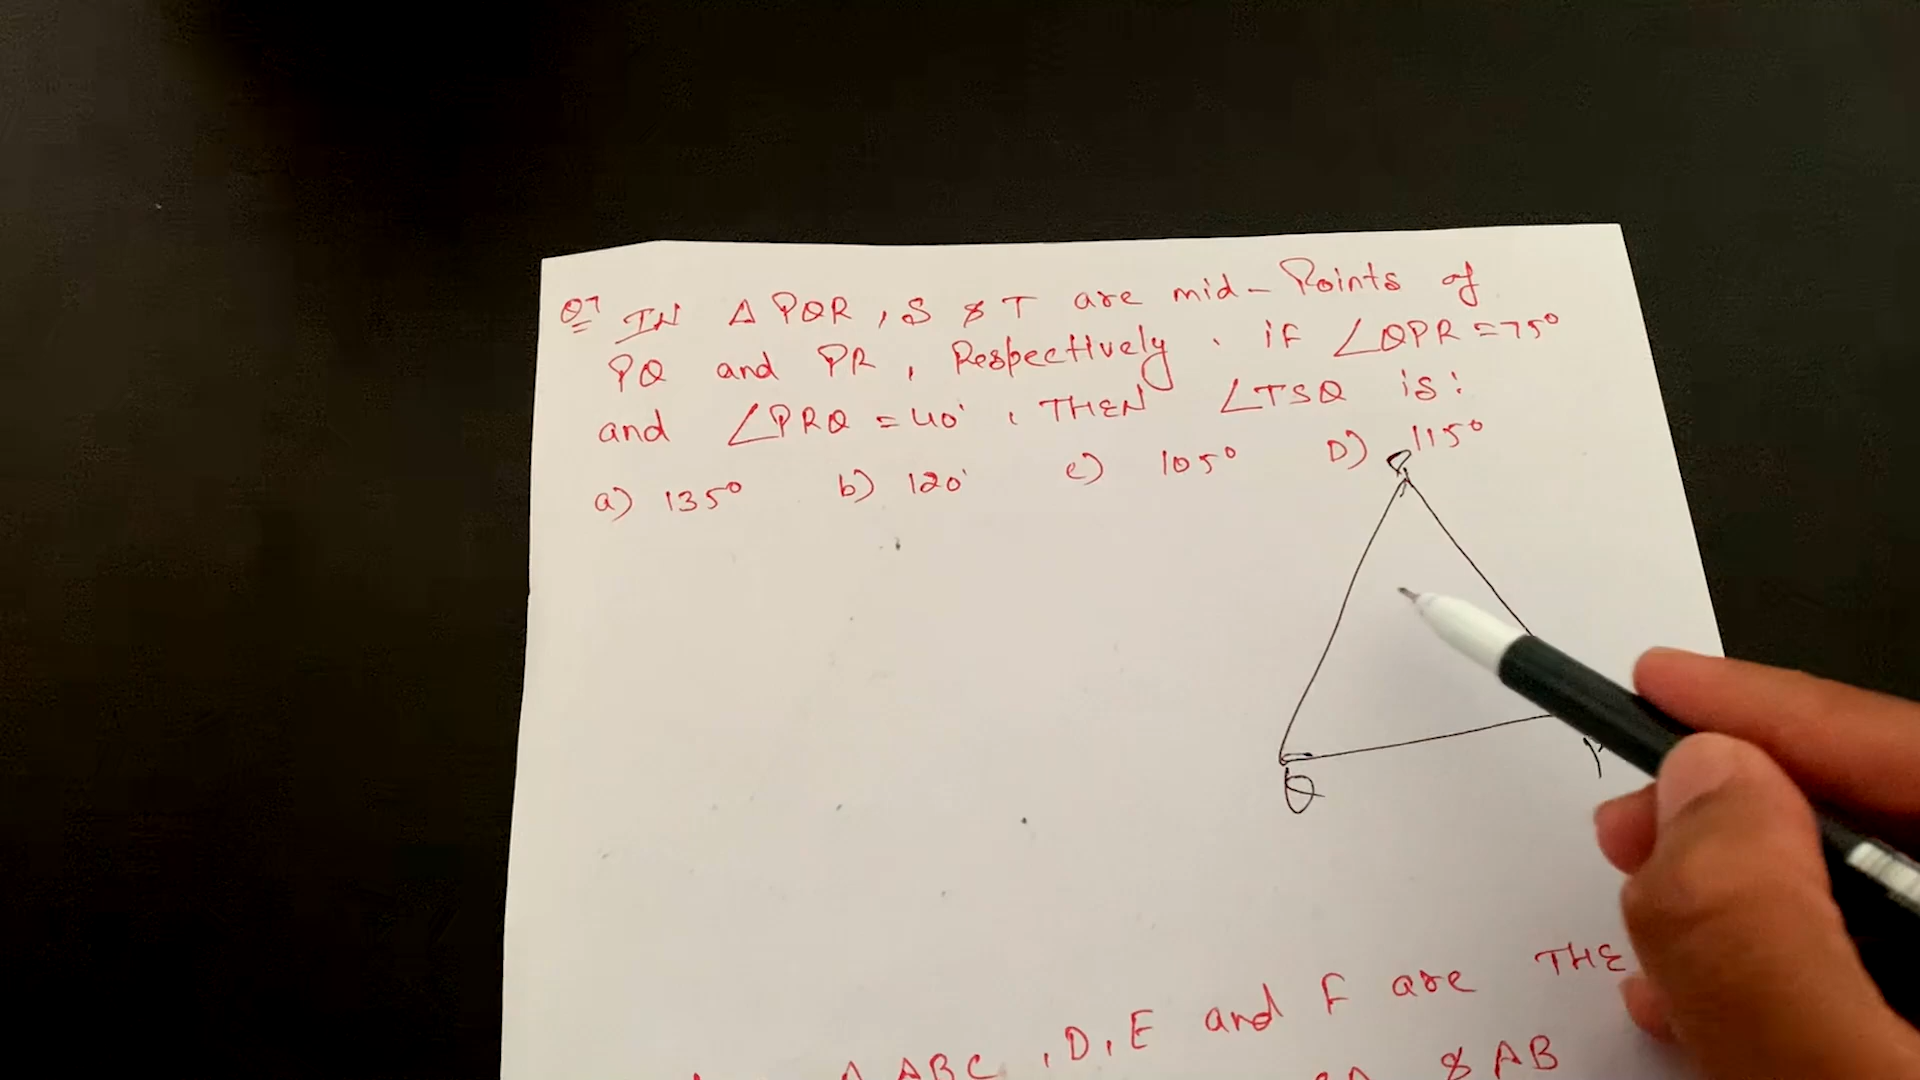 Q7 IN Δ PQR, S & T are mid-Points of
PQ and PR, Respectively. if ∠QPR = 75°
and ∠PRQ = 40°, THEN ∠TSQ is:
a) 135° b) 120° c) 105° D) 115°
P
Q
ABC, D, E and F are THE
& AB